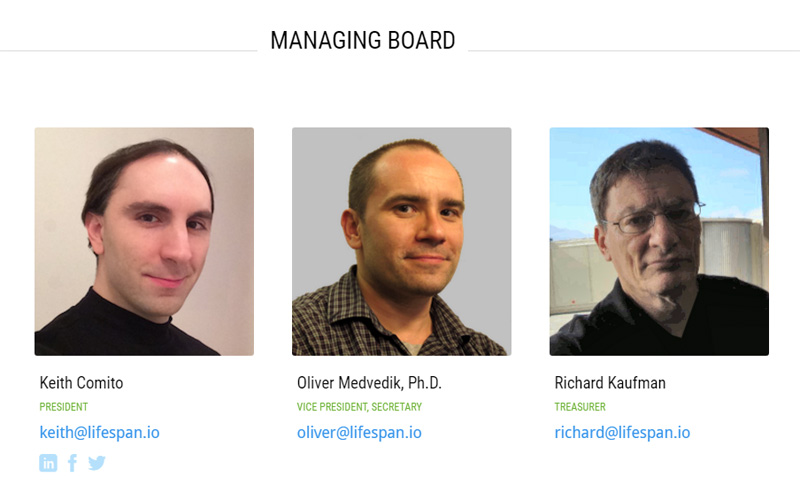 MANAGING BOARD
Keith Comito
PRESIDENT
keith@lifespan.io
in f
Oliver Medvedik, Ph.D.
VICE PRESIDENT, SECRETARY
oliver@lifespan.io
Richard Kaufman
TREASURER
richard@lifespan.io